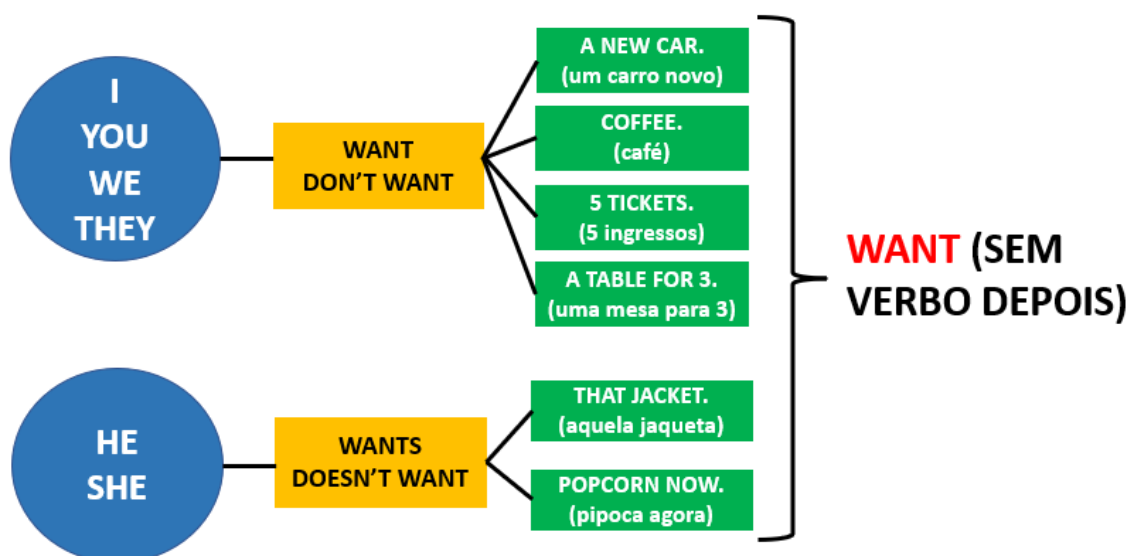 I
YOU
WE
THEY
WANT
DON'T WANT
A NEW CAR.
(um carro novo)
COFFEE.
(café)
5 TICKETS.
(5 ingressos)
A TABLE FOR 3.
(uma mesa para 3)
HE
SHE
WANTS
DOESN'T WANT
THAT JACKET.
(aquela jaqueta)
POPCORN NOW.
(pipoca agora)
WANT (SEM
VERBO DEPOIS)